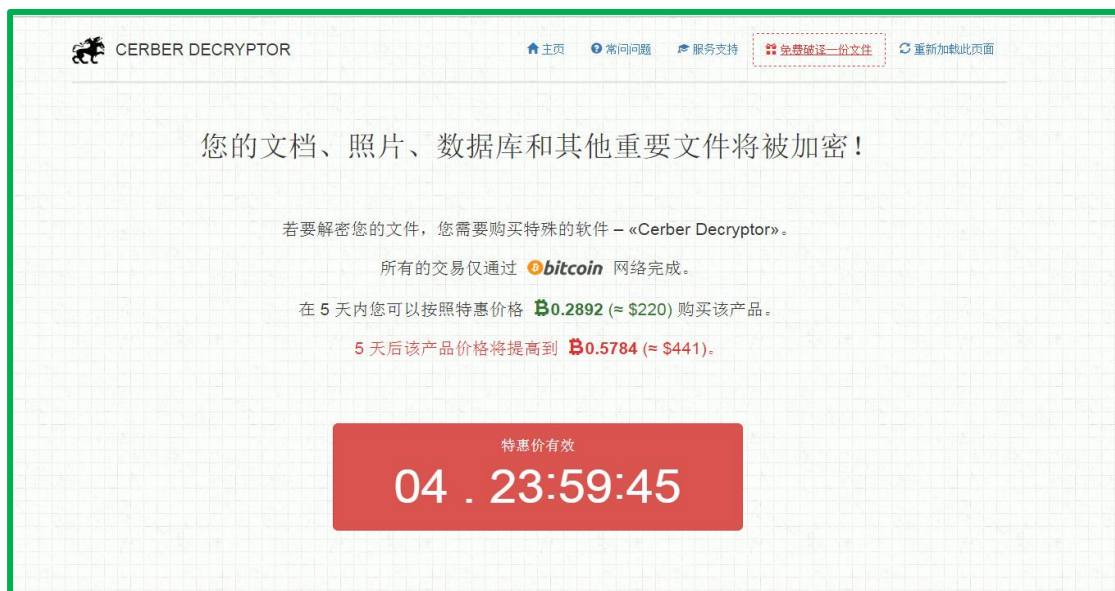 CERBER DECRYPTOR 主页 常问问题 服务支持 免费破译一份文件 重新加载此页面
您的文档、照片、数据库和其他重要文件将被加密!
若要解密您的文件,您需要购买特殊的软件 – «Cerber Decryptor»。
所有的交易仅通过 bitcoin 网络完成。
在 5 天内您可以按照特惠价格 ₿0.2892 (≈ $220) 购买该产品。
5 天后该产品价格将提高到 ₿0.5784 (≈ $441)。
特惠价有效
04 . 23:59:45